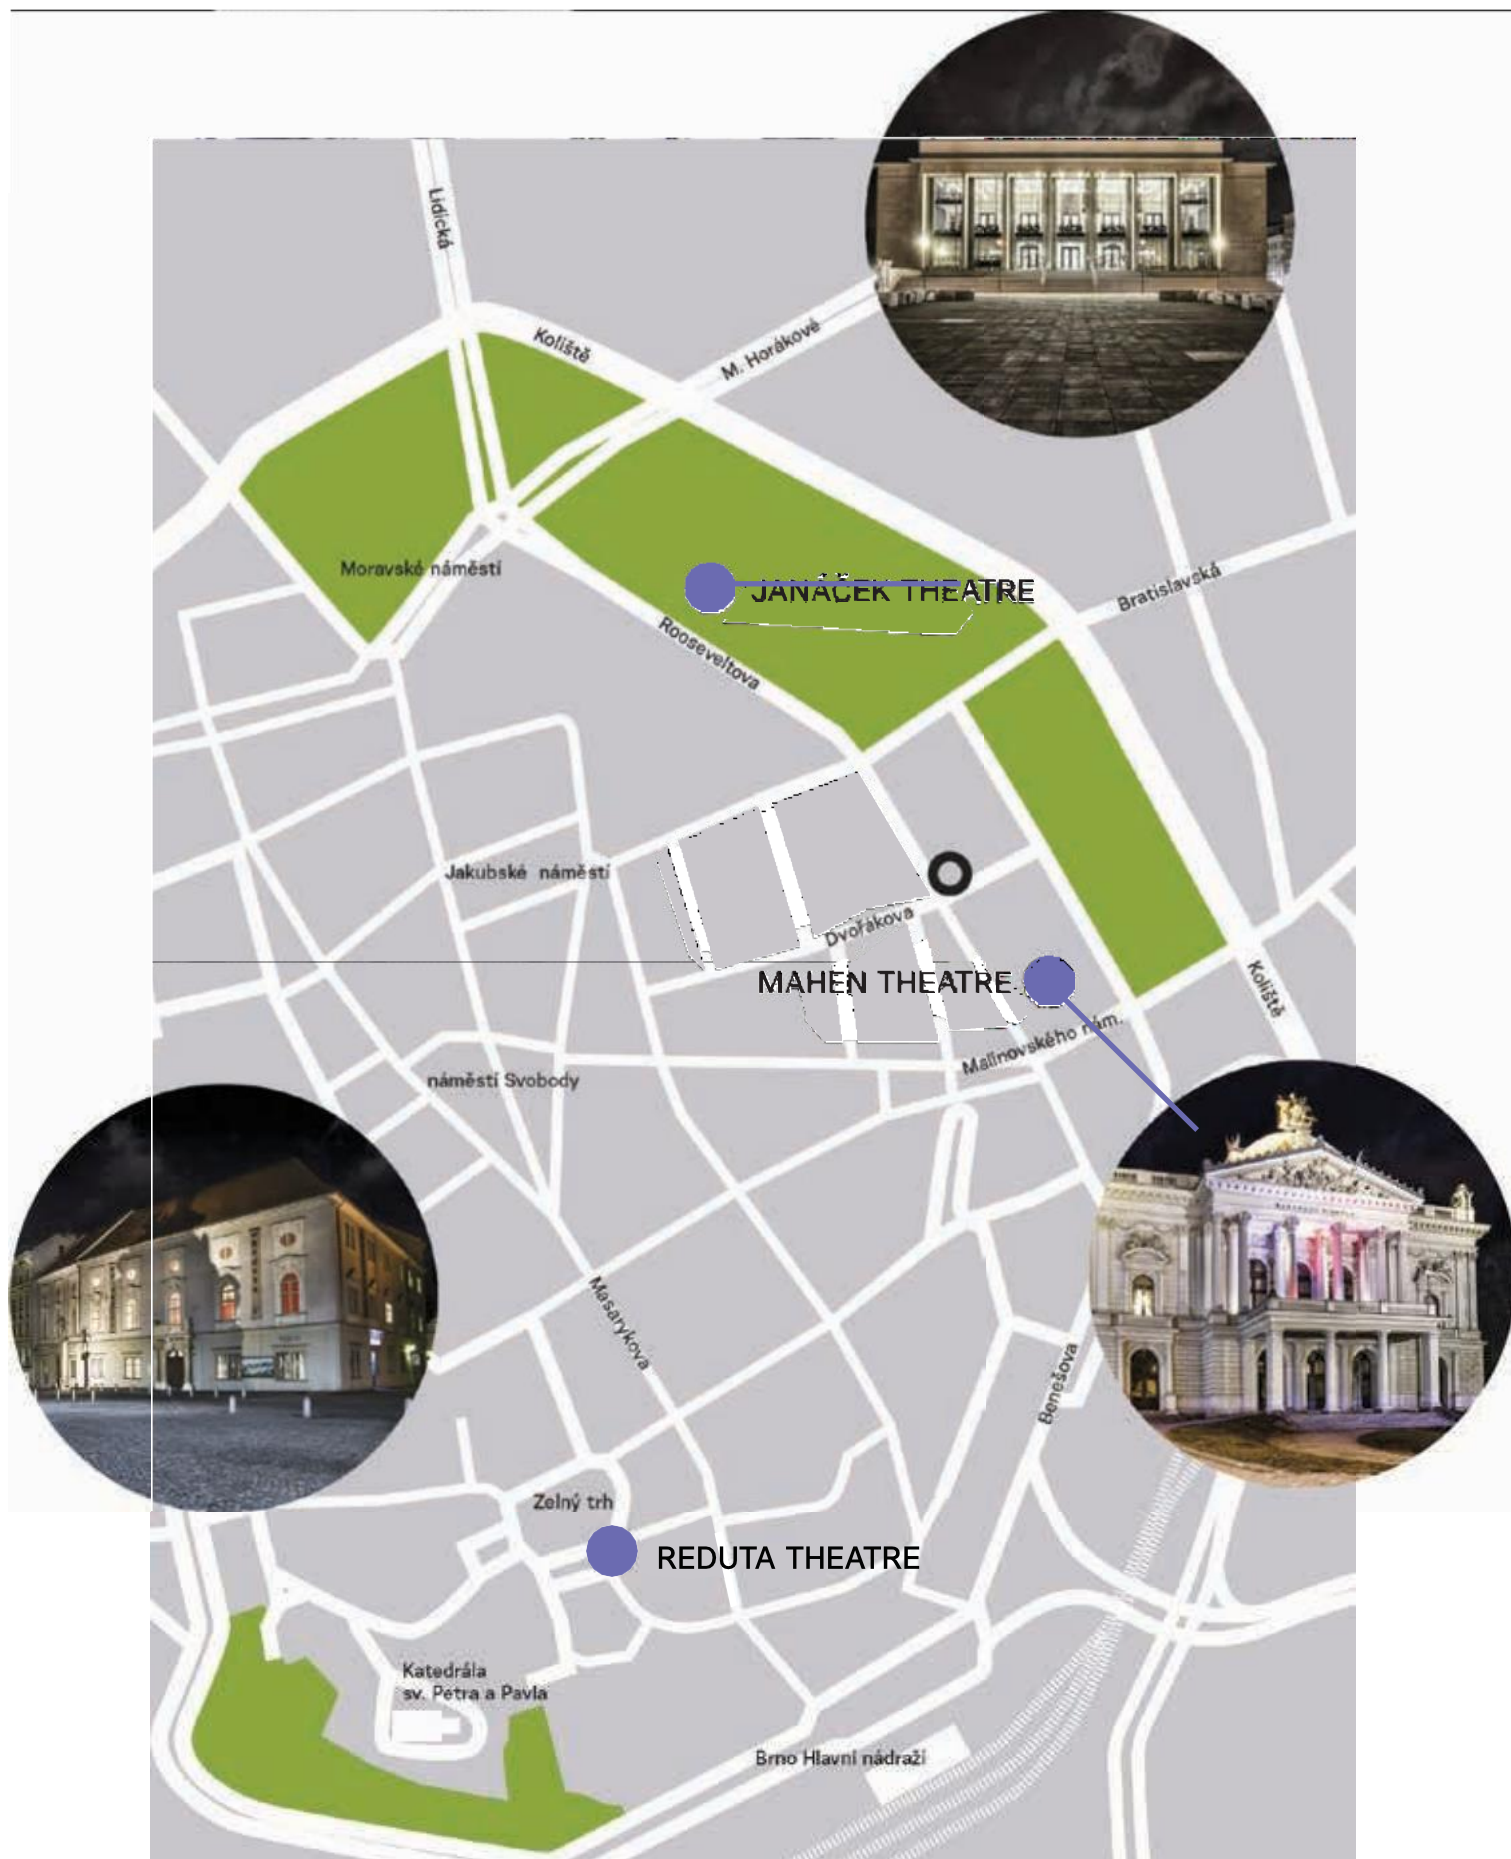 Lidická
Koliště
M. Horákové
Moravské náměstí
JANÁČEK THEATRE
Bratislavská
Rooseveltova
Jakubské náměstí
Dvořákova
MAHEN THEATRE
Koliště
Malinovského nám.
náměstí Svobody
Masarykova
Benešova
Zelný trh
REDUTA THEATRE
Katedrála
sv. Petra a Pavla
Brno Hlavní nádraží